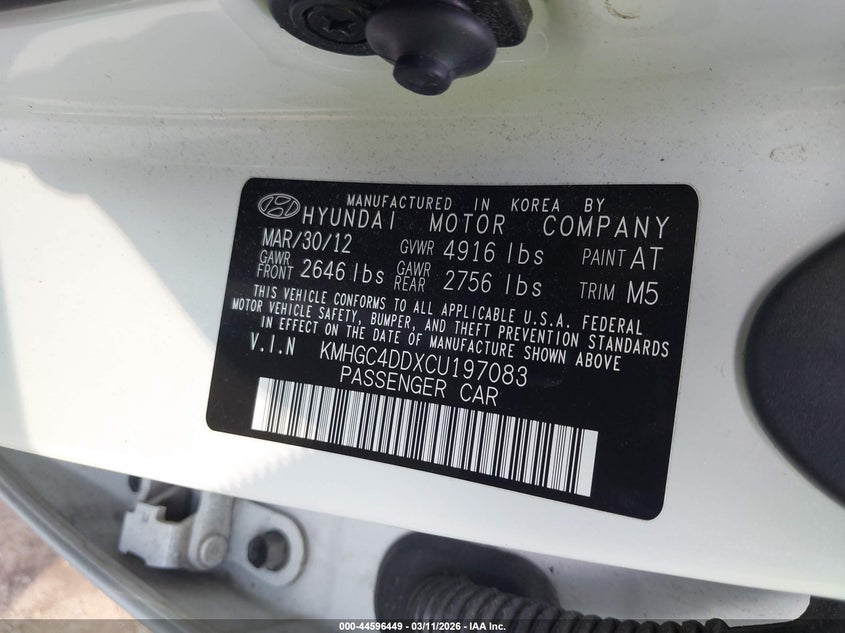 MANUFACTURED IN KOREA BY
HYUNDAI MOTOR COMPANY
MAR/30/12 GVWR 4916 lbs PAINT AT
GAWR FRONT 2646 lbs GAWR REAR 2756 lbs TRIM M5
THIS VEHICLE CONFORMS TO ALL APPLICABLE U.S.A. FEDERAL
MOTOR VEHICLE SAFETY, BUMPER, AND THEFT PREVENTION STANDARDS
IN EFFECT ON THE DATE OF MANUFACTURE SHOWN ABOVE
V.I.N KMHGC4DDXCU197083
PASSENGER CAR
000-44596449 - 03/11/2026 - IAA Inc.